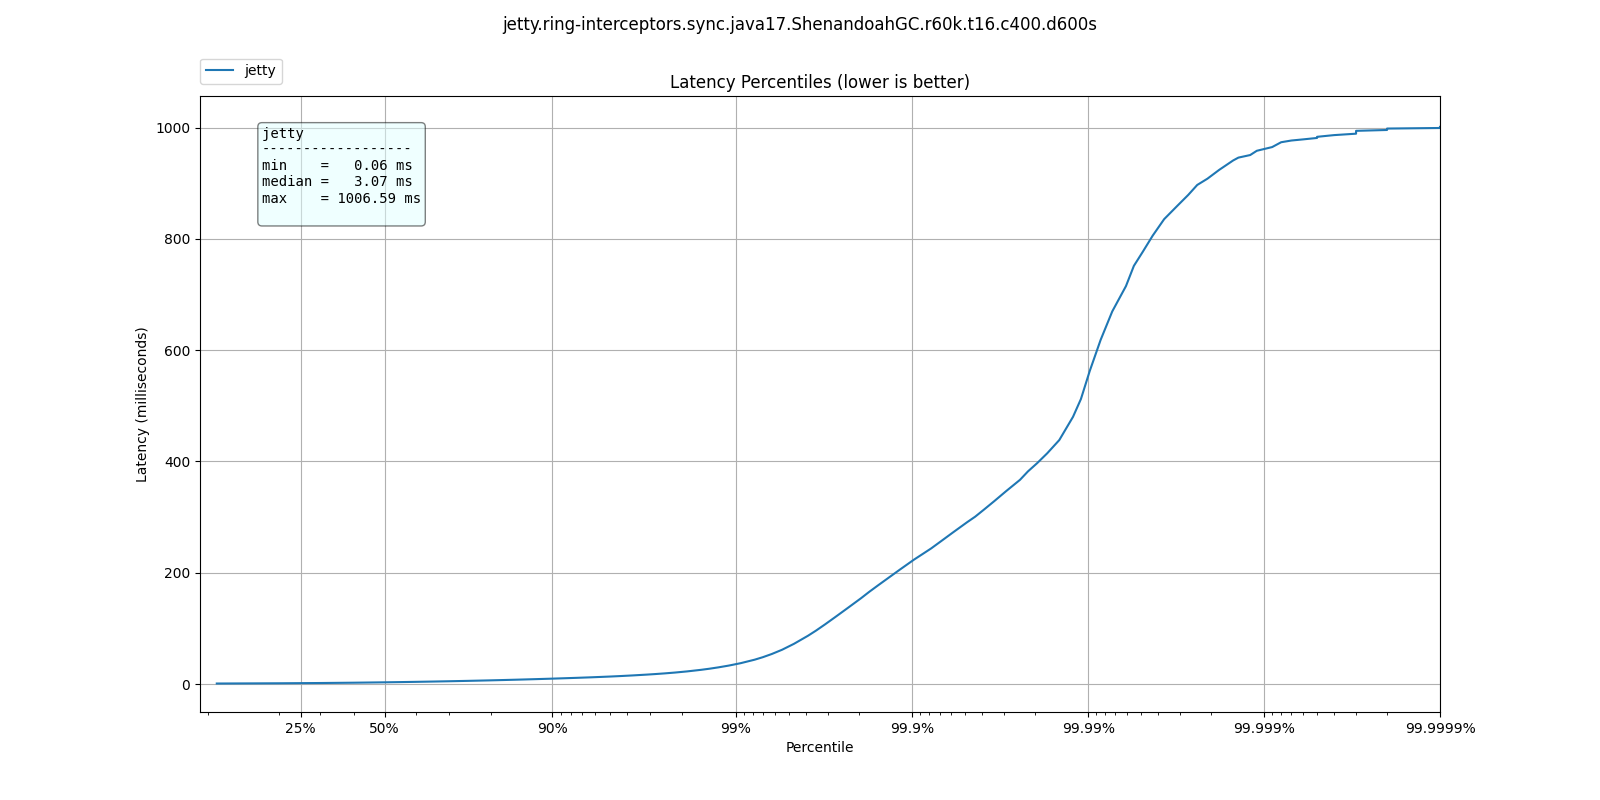 jetty.ring-interceptors.sync.java17.ShenandoahGC.r60k.t16.c400.d600s
jetty
Latency Percentiles (lower is better)
jetty
------------------
min    =   0.06 ms
median =   3.07 ms
max    = 1006.59 ms
1000
800
600
400
200
0
Latency (milliseconds)
25% 50% 90% 99% 99.9% 99.99% 99.999% 99.9999%
Percentile